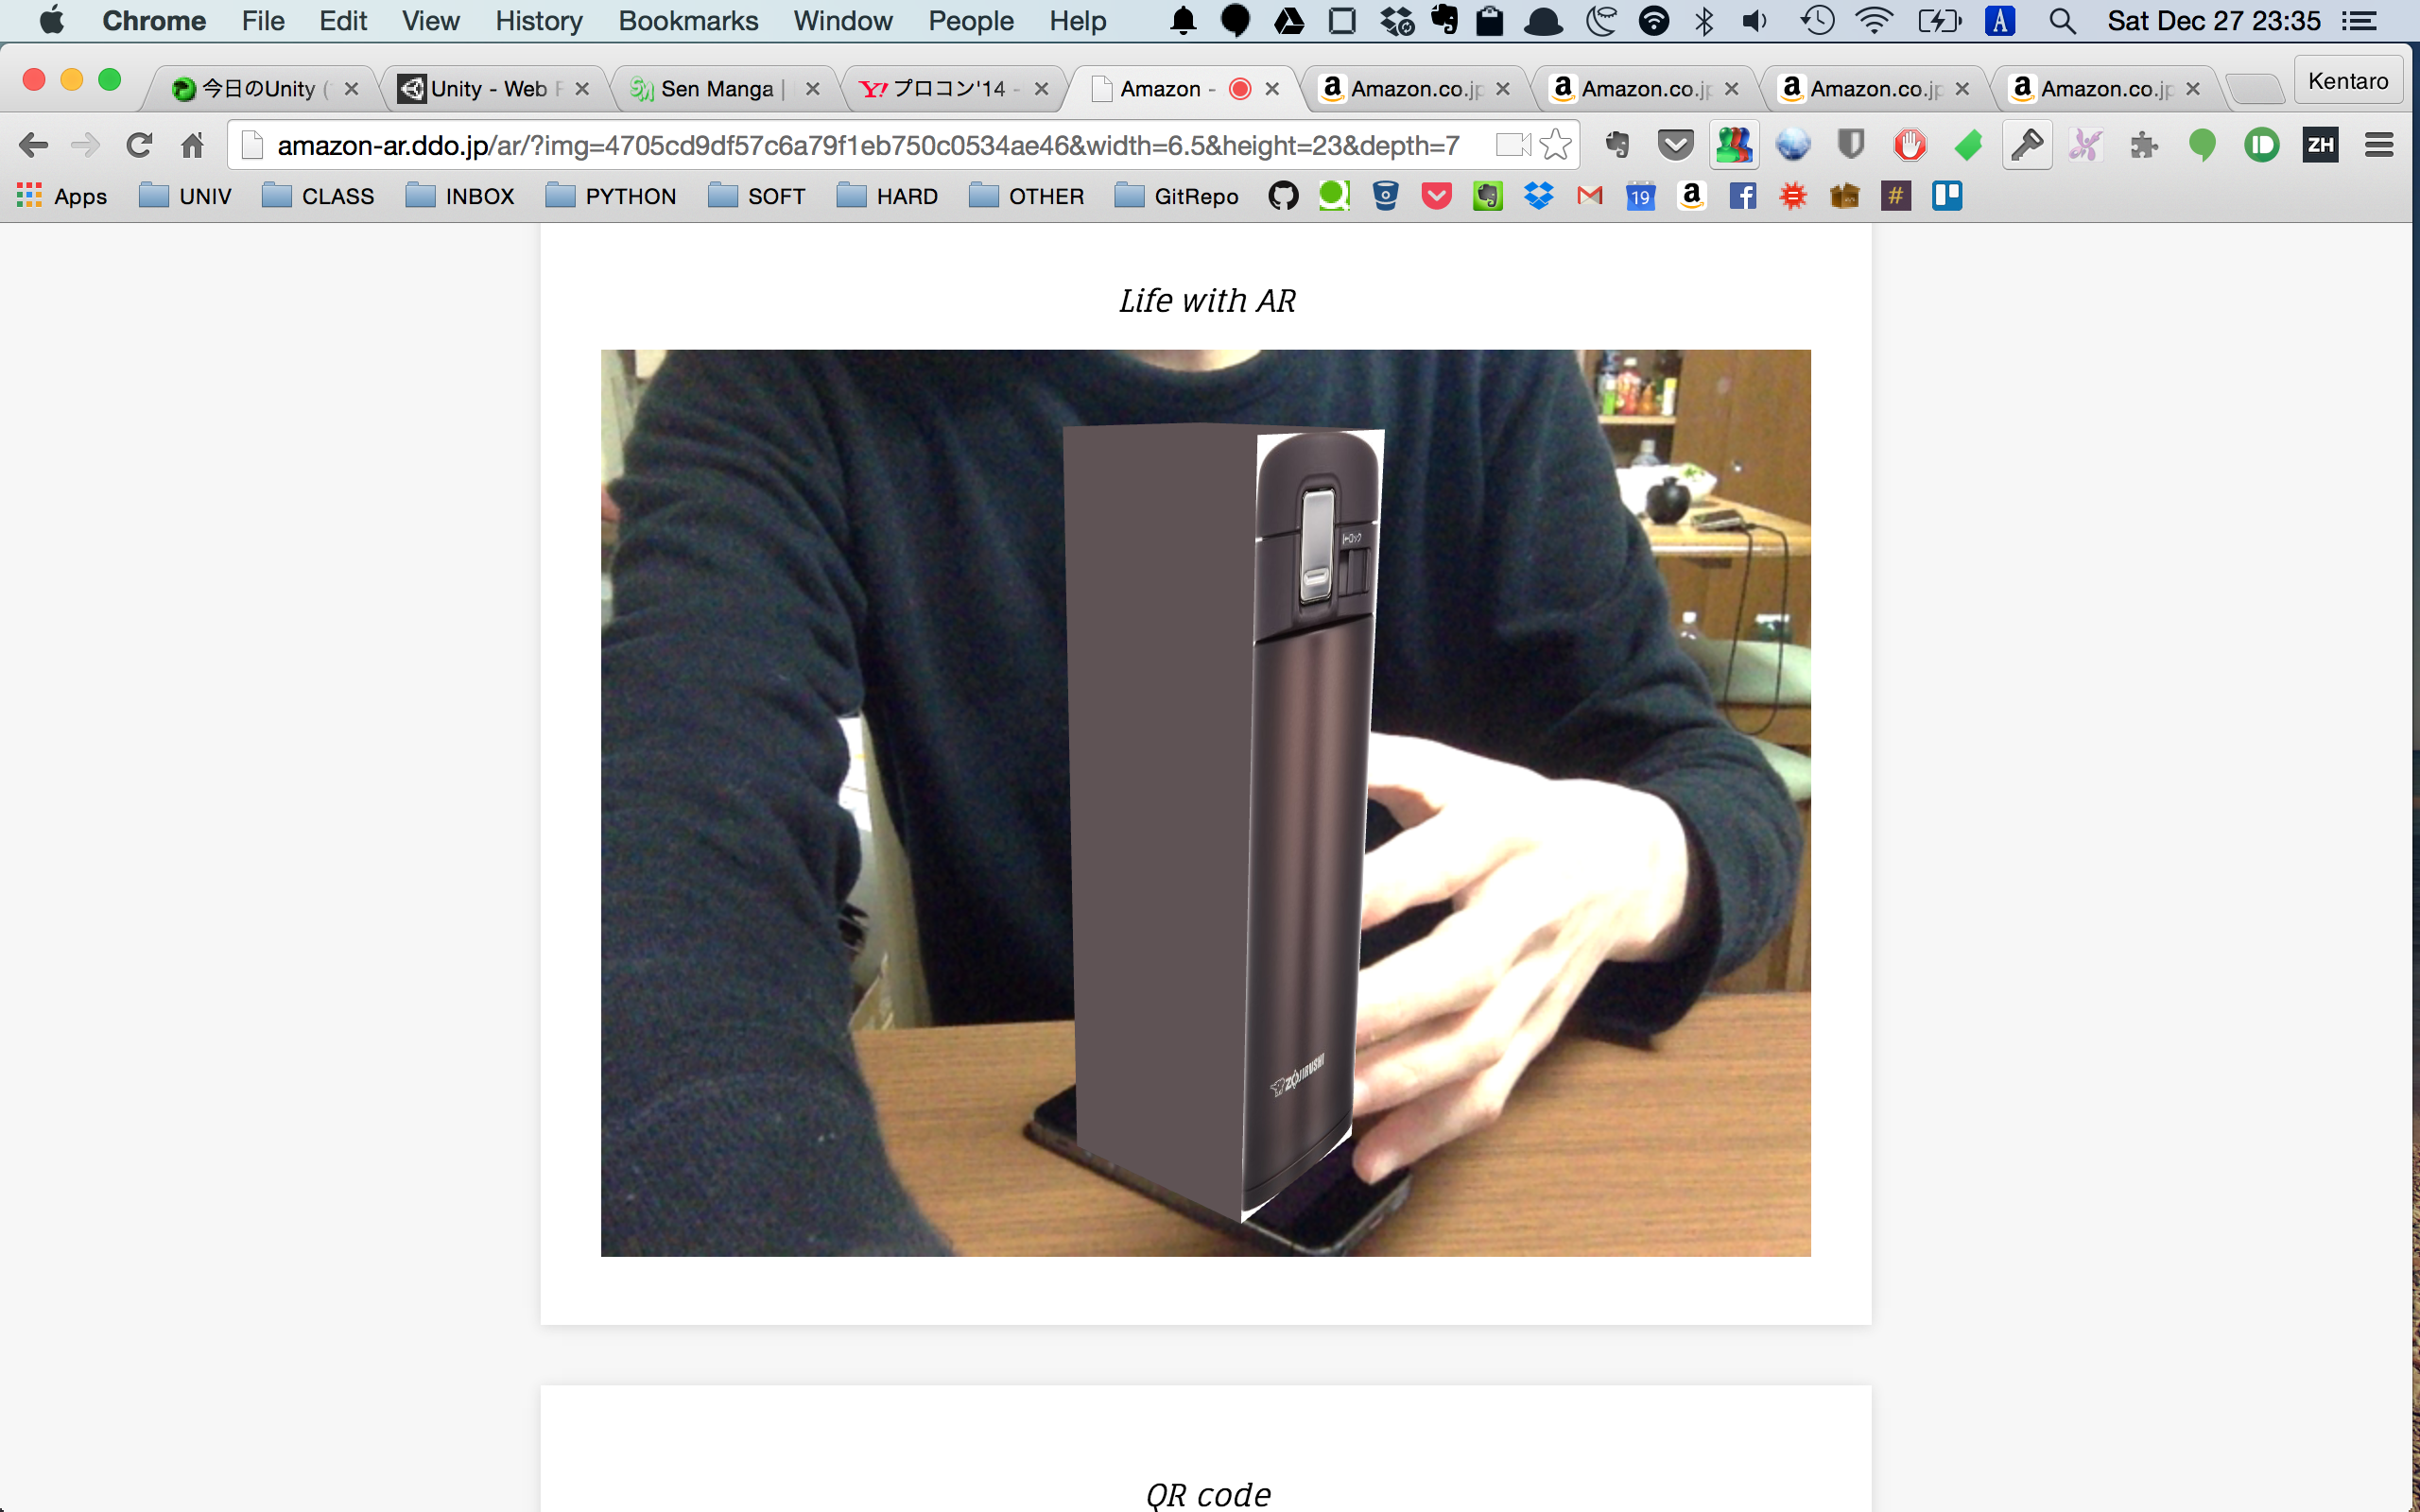 Chrome File Edit View History Bookmarks Window People Help A Sat Dec 27 23:35
今日のUnity ( Unity - Web Sen Manga | プロコン'14 - Amazon - Amazon.co.jp Amazon.co.jp Amazon.co.jp Amazon.co.jp Kentaro
amazon-ar.ddo.jp/ar/?img=4705cd9df57c6a79f1eb750c0534ae46&width=6.5&height=23&depth=7 ZH
Apps UNIV CLASS INBOX PYTHON SOFT HARD OTHER GitRepo 19 #
Life with AR
ZOJIRUSHI
QR code